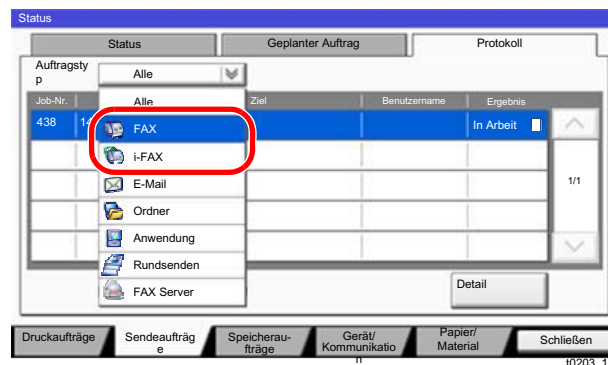 Status
Status Geplanter Auftrag Protokoll
Auftragsty
p
Alle
Job-Nr. Ziel Benutzername Ergebnis
Alle
438 14 FAX In Arbeit
i-FAX
E-Mail 1/1
Ordner
Anwendung
Rundsenden
FAX Server Detail
Druckaufträge Sendeaufträg
e Speicherau-
fträge Gerät/
Kommunikatio
n Papier/
Material Schließen